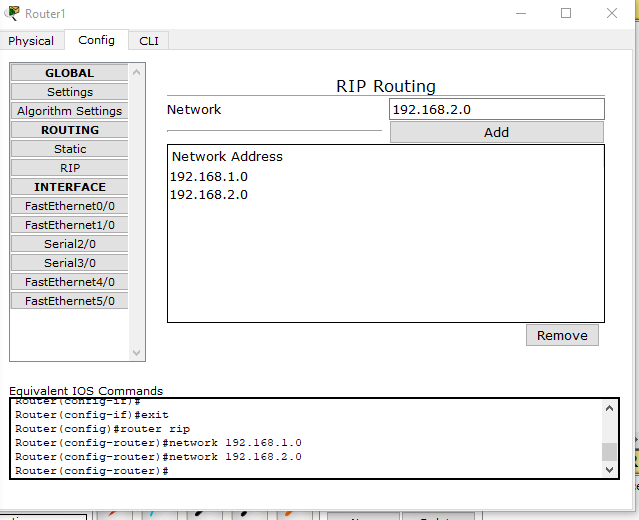 Router1
Physical Config CLI
GLOBAL
Settings
Algorithm Settings
ROUTING
Static
RIP
INTERFACE
FastEthernet0/0
FastEthernet1/0
Serial2/0
Serial3/0
FastEthernet4/0
FastEthernet5/0
RIP Routing
Network 192.168.2.0
Add
Network Address
192.168.1.0
192.168.2.0
Remove
Equivalent IOS Commands
Router(config-if)#
Router(config-if)#exit
Router(config)#router rip
Router(config-router)#network 192.168.1.0
Router(config-router)#network 192.168.2.0
Router(config-router)#